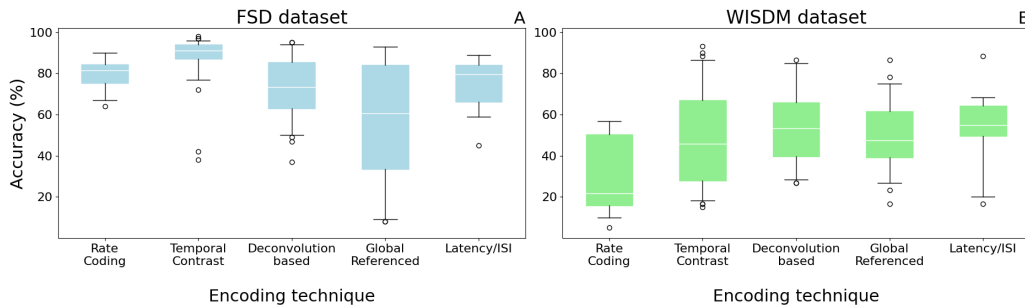 FSD dataset
A
Accuracy (%)
100
80
60
40
20
Rate
Coding
Temporal
Contrast
Deconvolution
based
Global
Referenced
Latency/ISI
Encoding technique
WISDM dataset
100
80
60
40
20
Rate
Coding
Temporal
Contrast
Deconvolution
based
Global
Referenced
Latency/ISI
Encoding technique